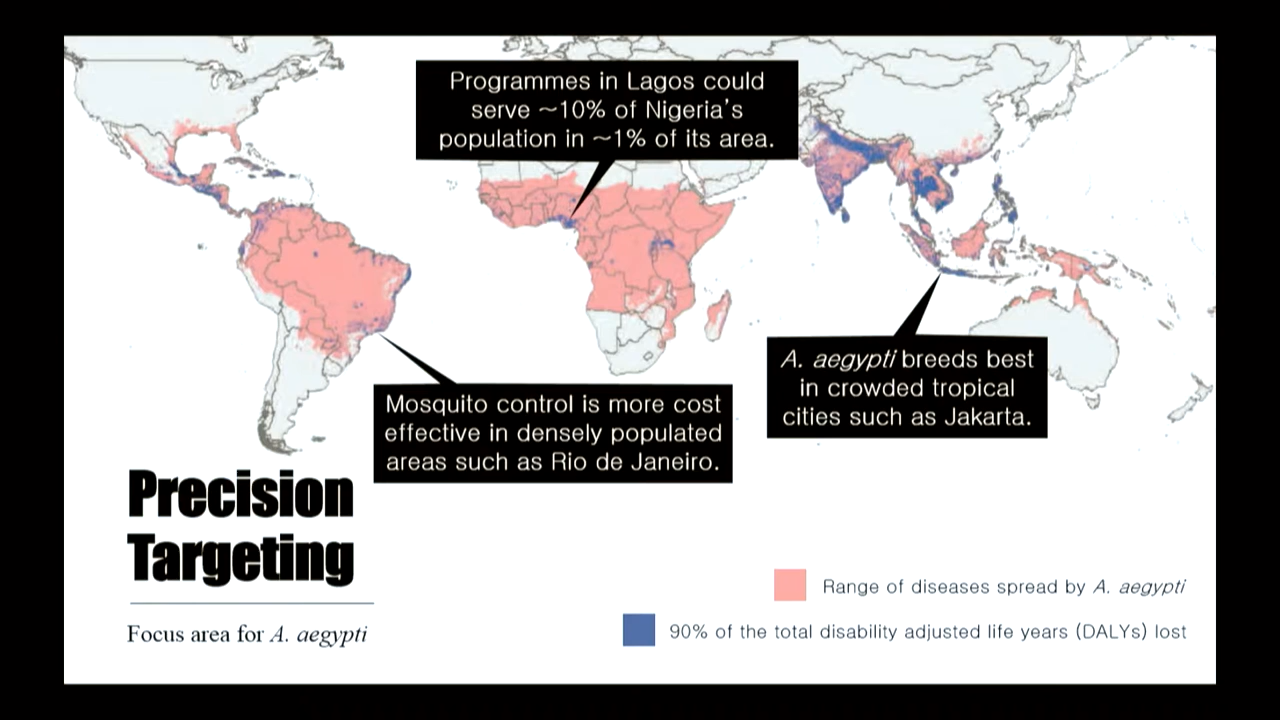 Programmes in Lagos could
serve ~10% of Nigeria's
population in ~1% of its area.
A. aegypti breeds best
in crowded tropical
cities such as Jakarta.
Mosquito control is more cost
effective in densely populated
areas such as Rio de Janeiro.
Precision
Targeting
Focus area for A. aegypti
Range of diseases spread by A. aegypti
90% of the total disability adjusted life years (DALYs) lost